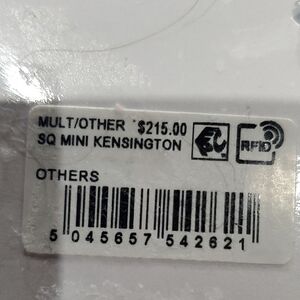 MULT/OTHER $215.00
SQ MINI KENSINGTON
RFID
OTHERS
5 045657 542621